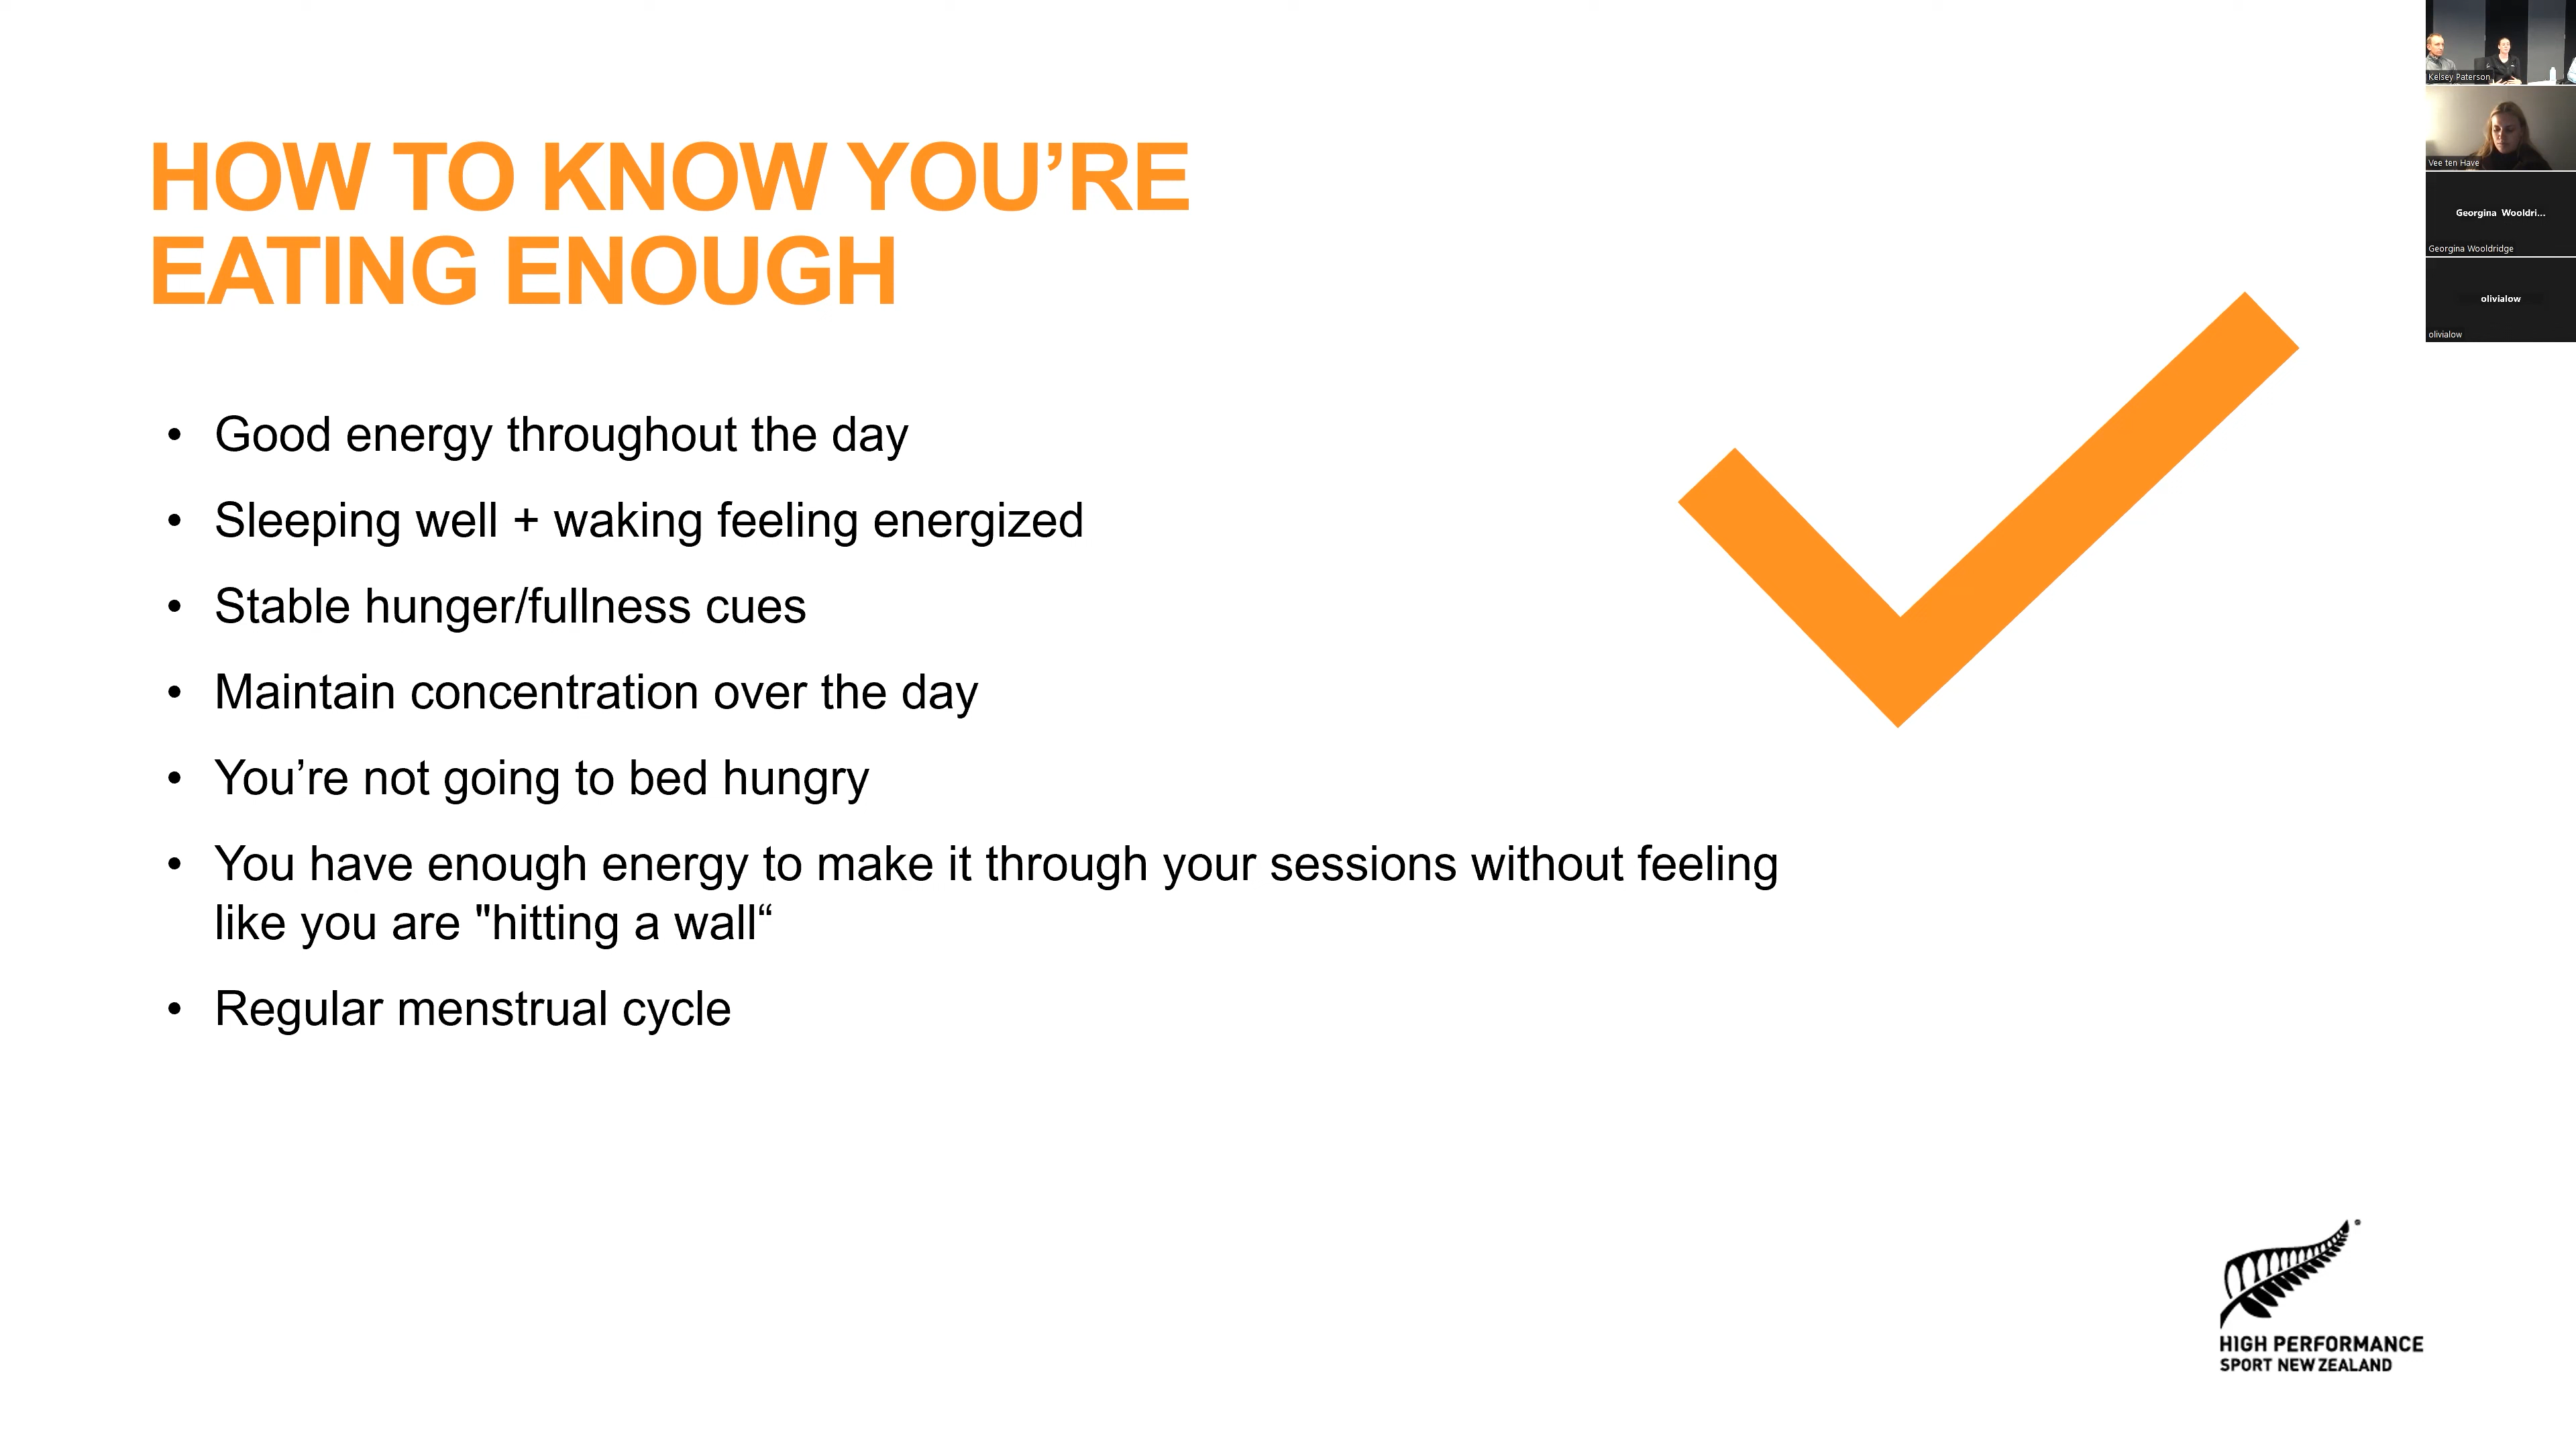 HOW TO KNOW YOU’RE
EATING ENOUGH
• Good energy throughout the day
• Sleeping well + waking feeling energized
• Stable hunger/fullness cues
• Maintain concentration over the day
• You’re not going to bed hungry
• You have enough energy to make it through your sessions without feeling
like you are "hitting a wall“
• Regular menstrual cycle
Kelsey Paterson
Vee ten Have
Georgina Wooldri...
Georgina Wooldridge
olivialow
olivialow
HIGH PERFORMANCE
SPORT NEW ZEALAND